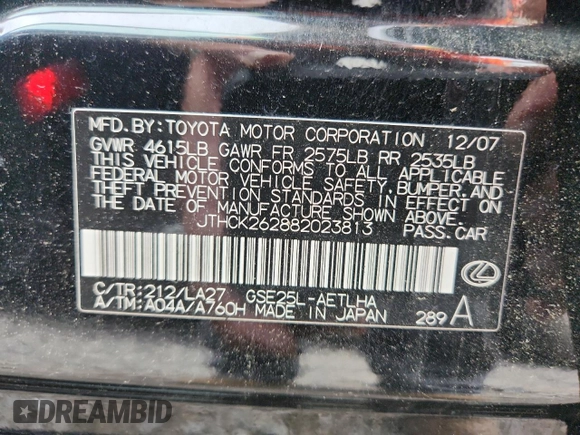 MFD. BY: TOYOTA MOTOR CORPORATION 12/07
GVWR 4615LB GAWR FR 2575LB RR 2535LB
THIS VEHICLE CONFORMS TO ALL APPLICABLE
FEDERAL MOTOR VEHICLE SAFETY, BUMPER, AND
THEFT PREVENTION STANDARDS IN EFFECT ON
THE DATE OF MANUFACTURE SHOWN ABOVE.
JTHCK262882023813 PASS. CAR
C/TR: 212/LA27 GSE25L-AETLHA
A/TM: A04A/A760H MADE IN JAPAN 289 A
DREAMBID